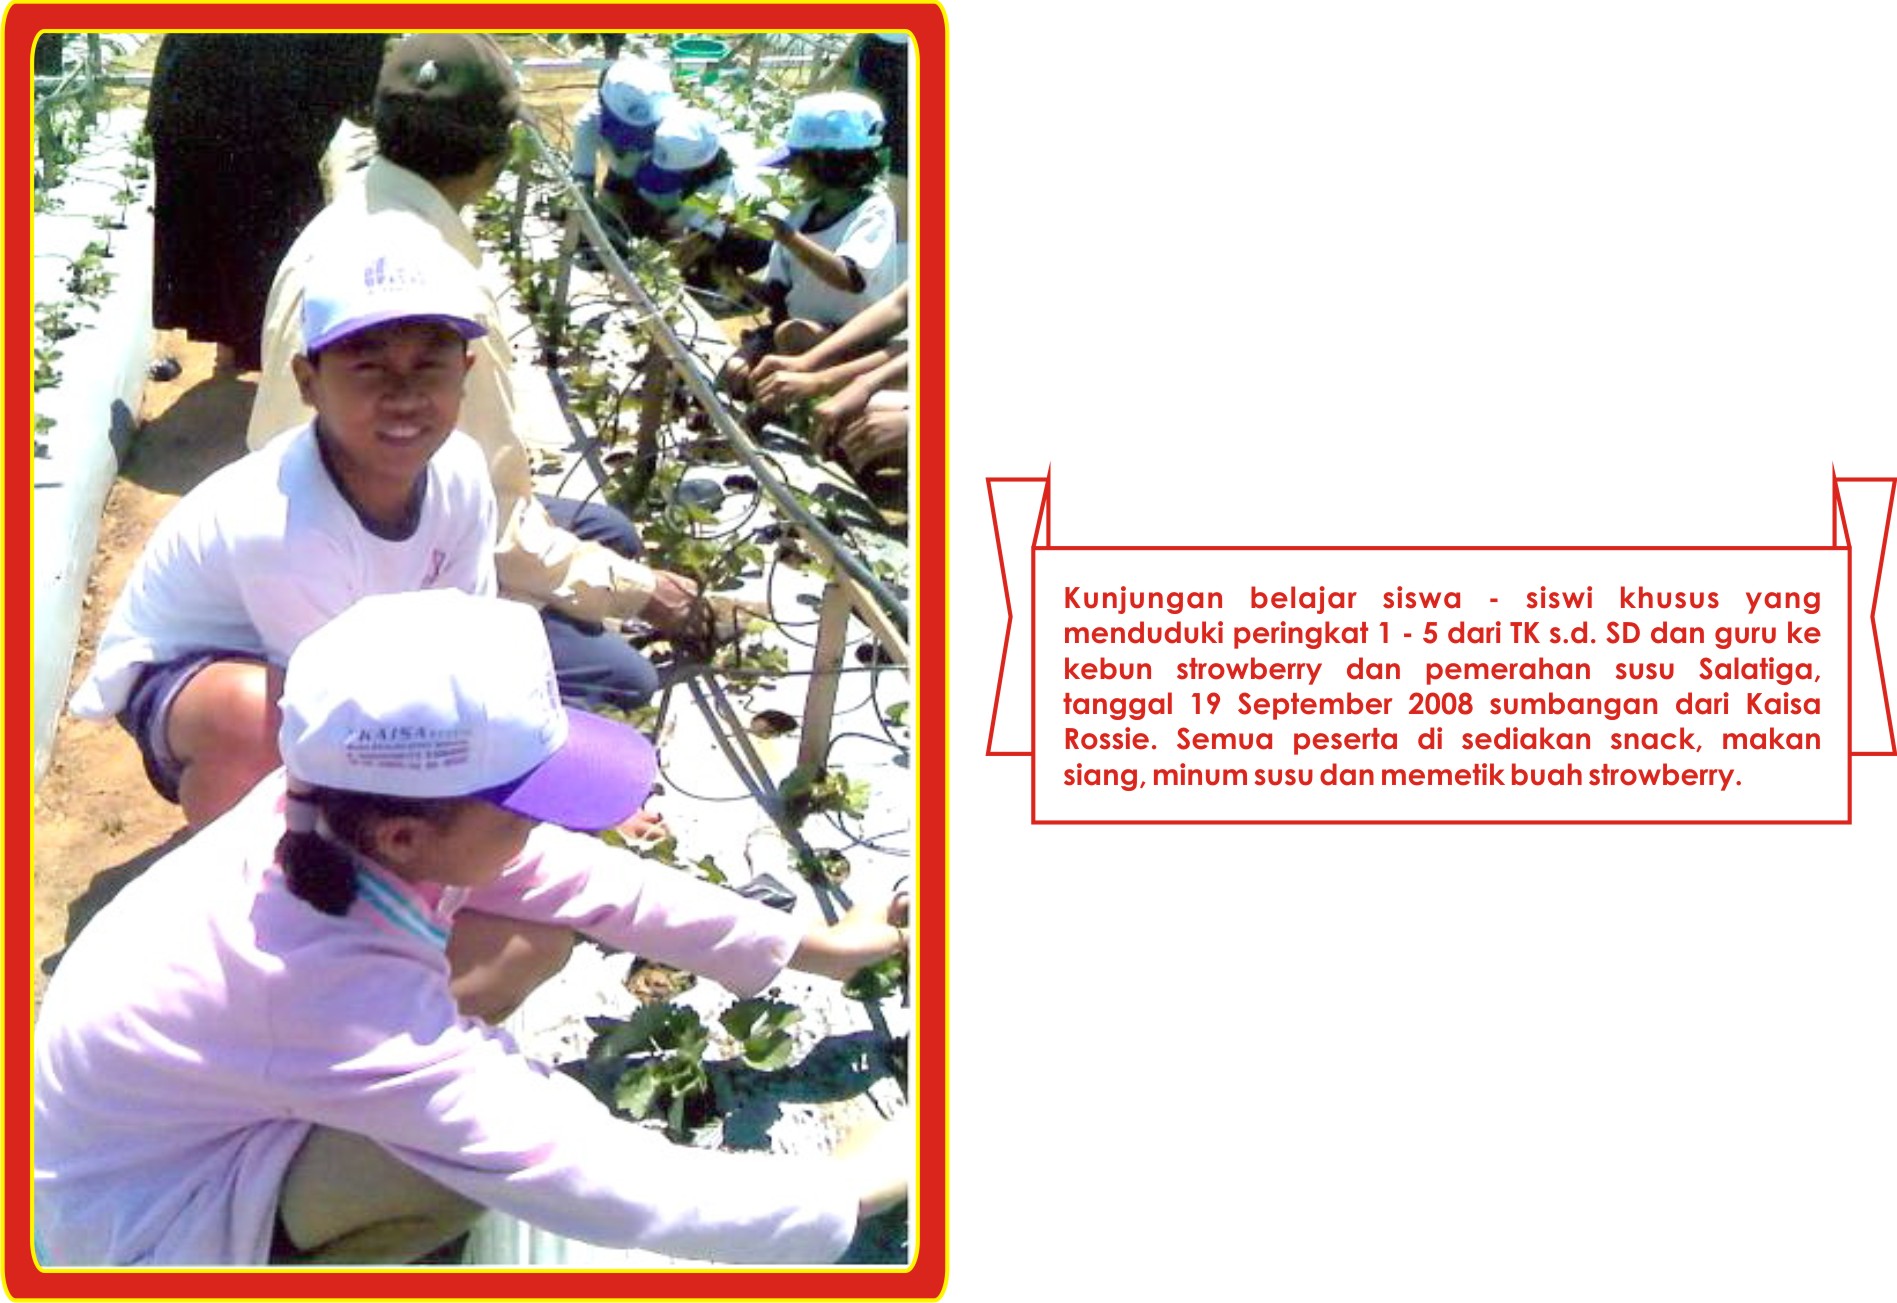 KAISA
Kunjungan belajar siswa - siswi khusus yang
menduduki peringkat 1 - 5 dari TK s.d. SD dan guru ke
kebun strowberry dan pemerahan susu Salatiga,
tanggal 19 September 2008 sumbangan dari Kaisa
Rossie. Semua peserta di sediakan snack, makan
siang, minum susu dan memetik buah strowberry.